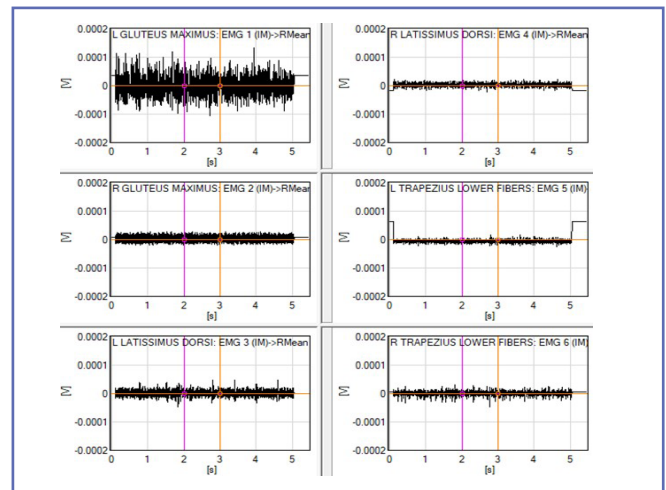 L GLUTEUS MAXIMUS: EMG 1 (IM)->RMean
0.0002
0.0001
0
-0.0001
-0.0002
[V]
0 1 2 3 4 5
[s]
R LATISSIMUS DORSI: EMG 4 (IM)->RMean
0.0002
0.0001
0
-0.0001
-0.0002
[V]
0 1 2 3 4 5
[s]
R GLUTEUS MAXIMUS: EMG 2 (IM)->RMean
0.0002
0.0001
0
-0.0001
-0.0002
[V]
0 1 2 3 4 5
[s]
L TRAPEZIUS LOWER FIBERS: EMG 5 (IM)
0.0002
0.0001
0
-0.0001
-0.0002
[V]
0 1 2 3 4 5
[s]
L LATISSIMUS DORSI: EMG 3 (IM)->RMean
0.0002
0.0001
0
-0.0001
-0.0002
[V]
0 1 2 3 4 5
[s]
R TRAPEZIUS LOWER FIBERS: EMG 6 (IM)
0.0002
0.0001
0
-0.0001
-0.0002
[V]
0 1 2 3 4 5
[s]